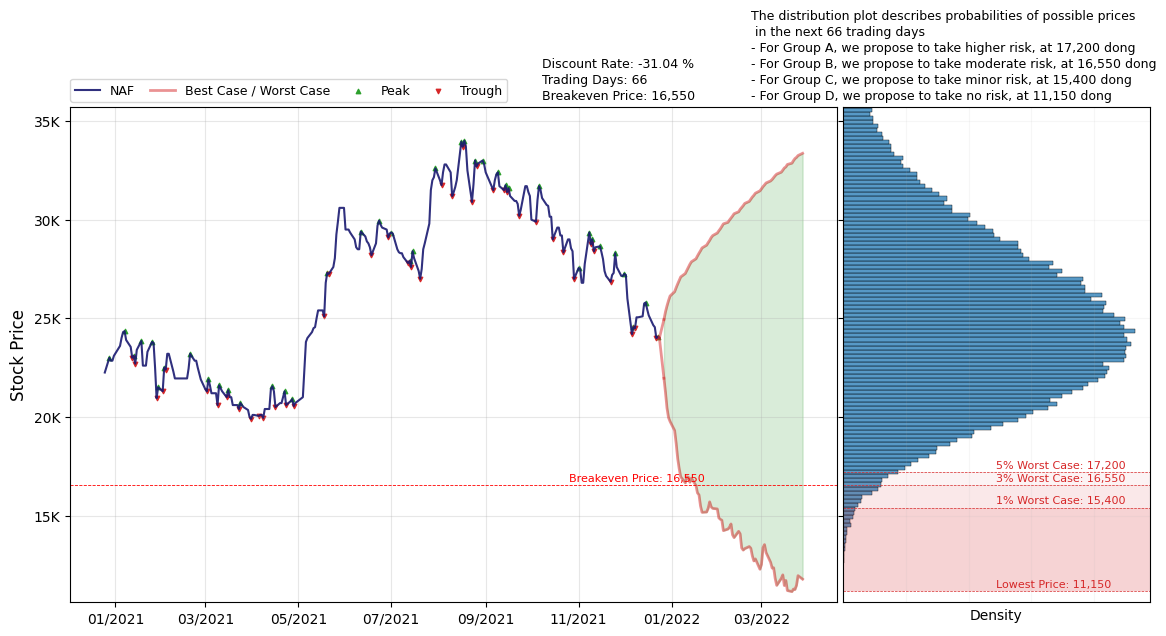 The distribution plot describes probabilities of possible prices
in the next 66 trading days
- For Group A, we propose to take higher risk, at 17,200 dong
- For Group B, we propose to take moderate risk, at 16,550 dong
- For Group C, we propose to take minor risk, at 15,400 dong
- For Group D, we propose to take no risk, at 11,150 dong
Discount Rate: -31.04 %
Trading Days: 66
Breakeven Price: 16,550
NAF
Best Case / Worst Case
Peak
Trough
35K
30K
25K
20K
15K
Stock Price
Breakeven Price: 16,550
5% Worst Case: 17,200
3% Worst Case: 16,550
1% Worst Case: 15,400
Lowest Price: 11,150
01/2021
03/2021
05/2021
07/2021
09/2021
11/2021
01/2022
03/2022
Density